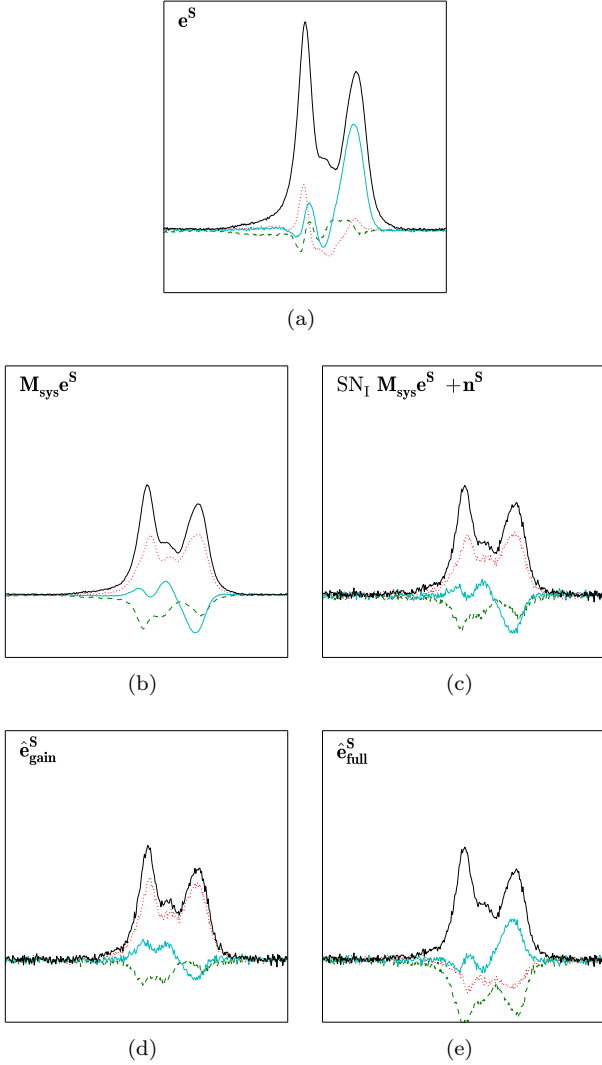 e^S
(a)
M_sys e^S
SN_I M_sys e^S + n^S
(b)
(c)
ê^S_gain
ê^S_full
(d)
(e)